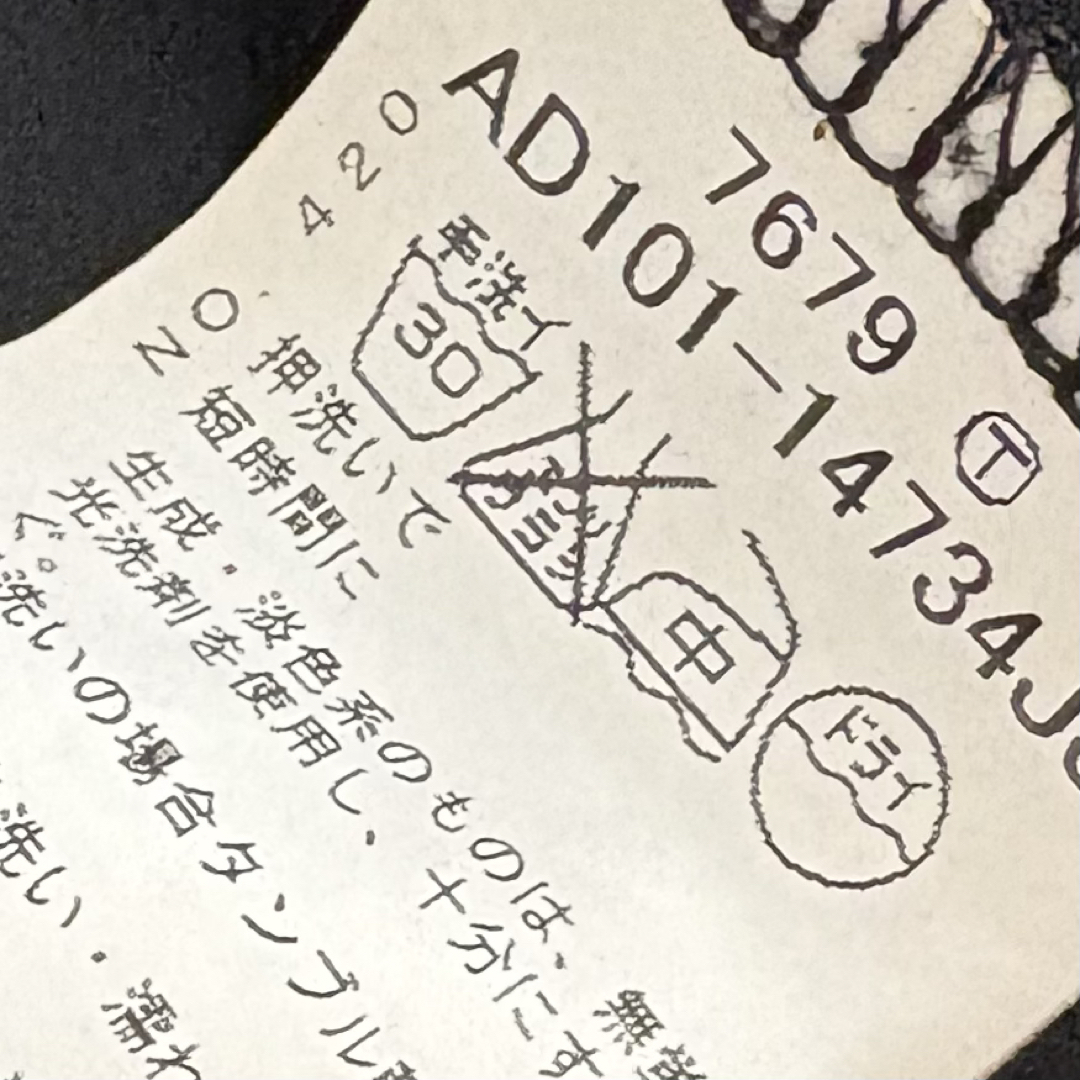 7679 Ⓣ
AD101-14734J
NO 420
手洗イ
30
中
ドライ
押洗いで
短時間に
生成・淡色系のものは、無蛍
光洗剤を使用し、十分にす
ぐ。
洗いの場合タンブル
洗い・濡れ